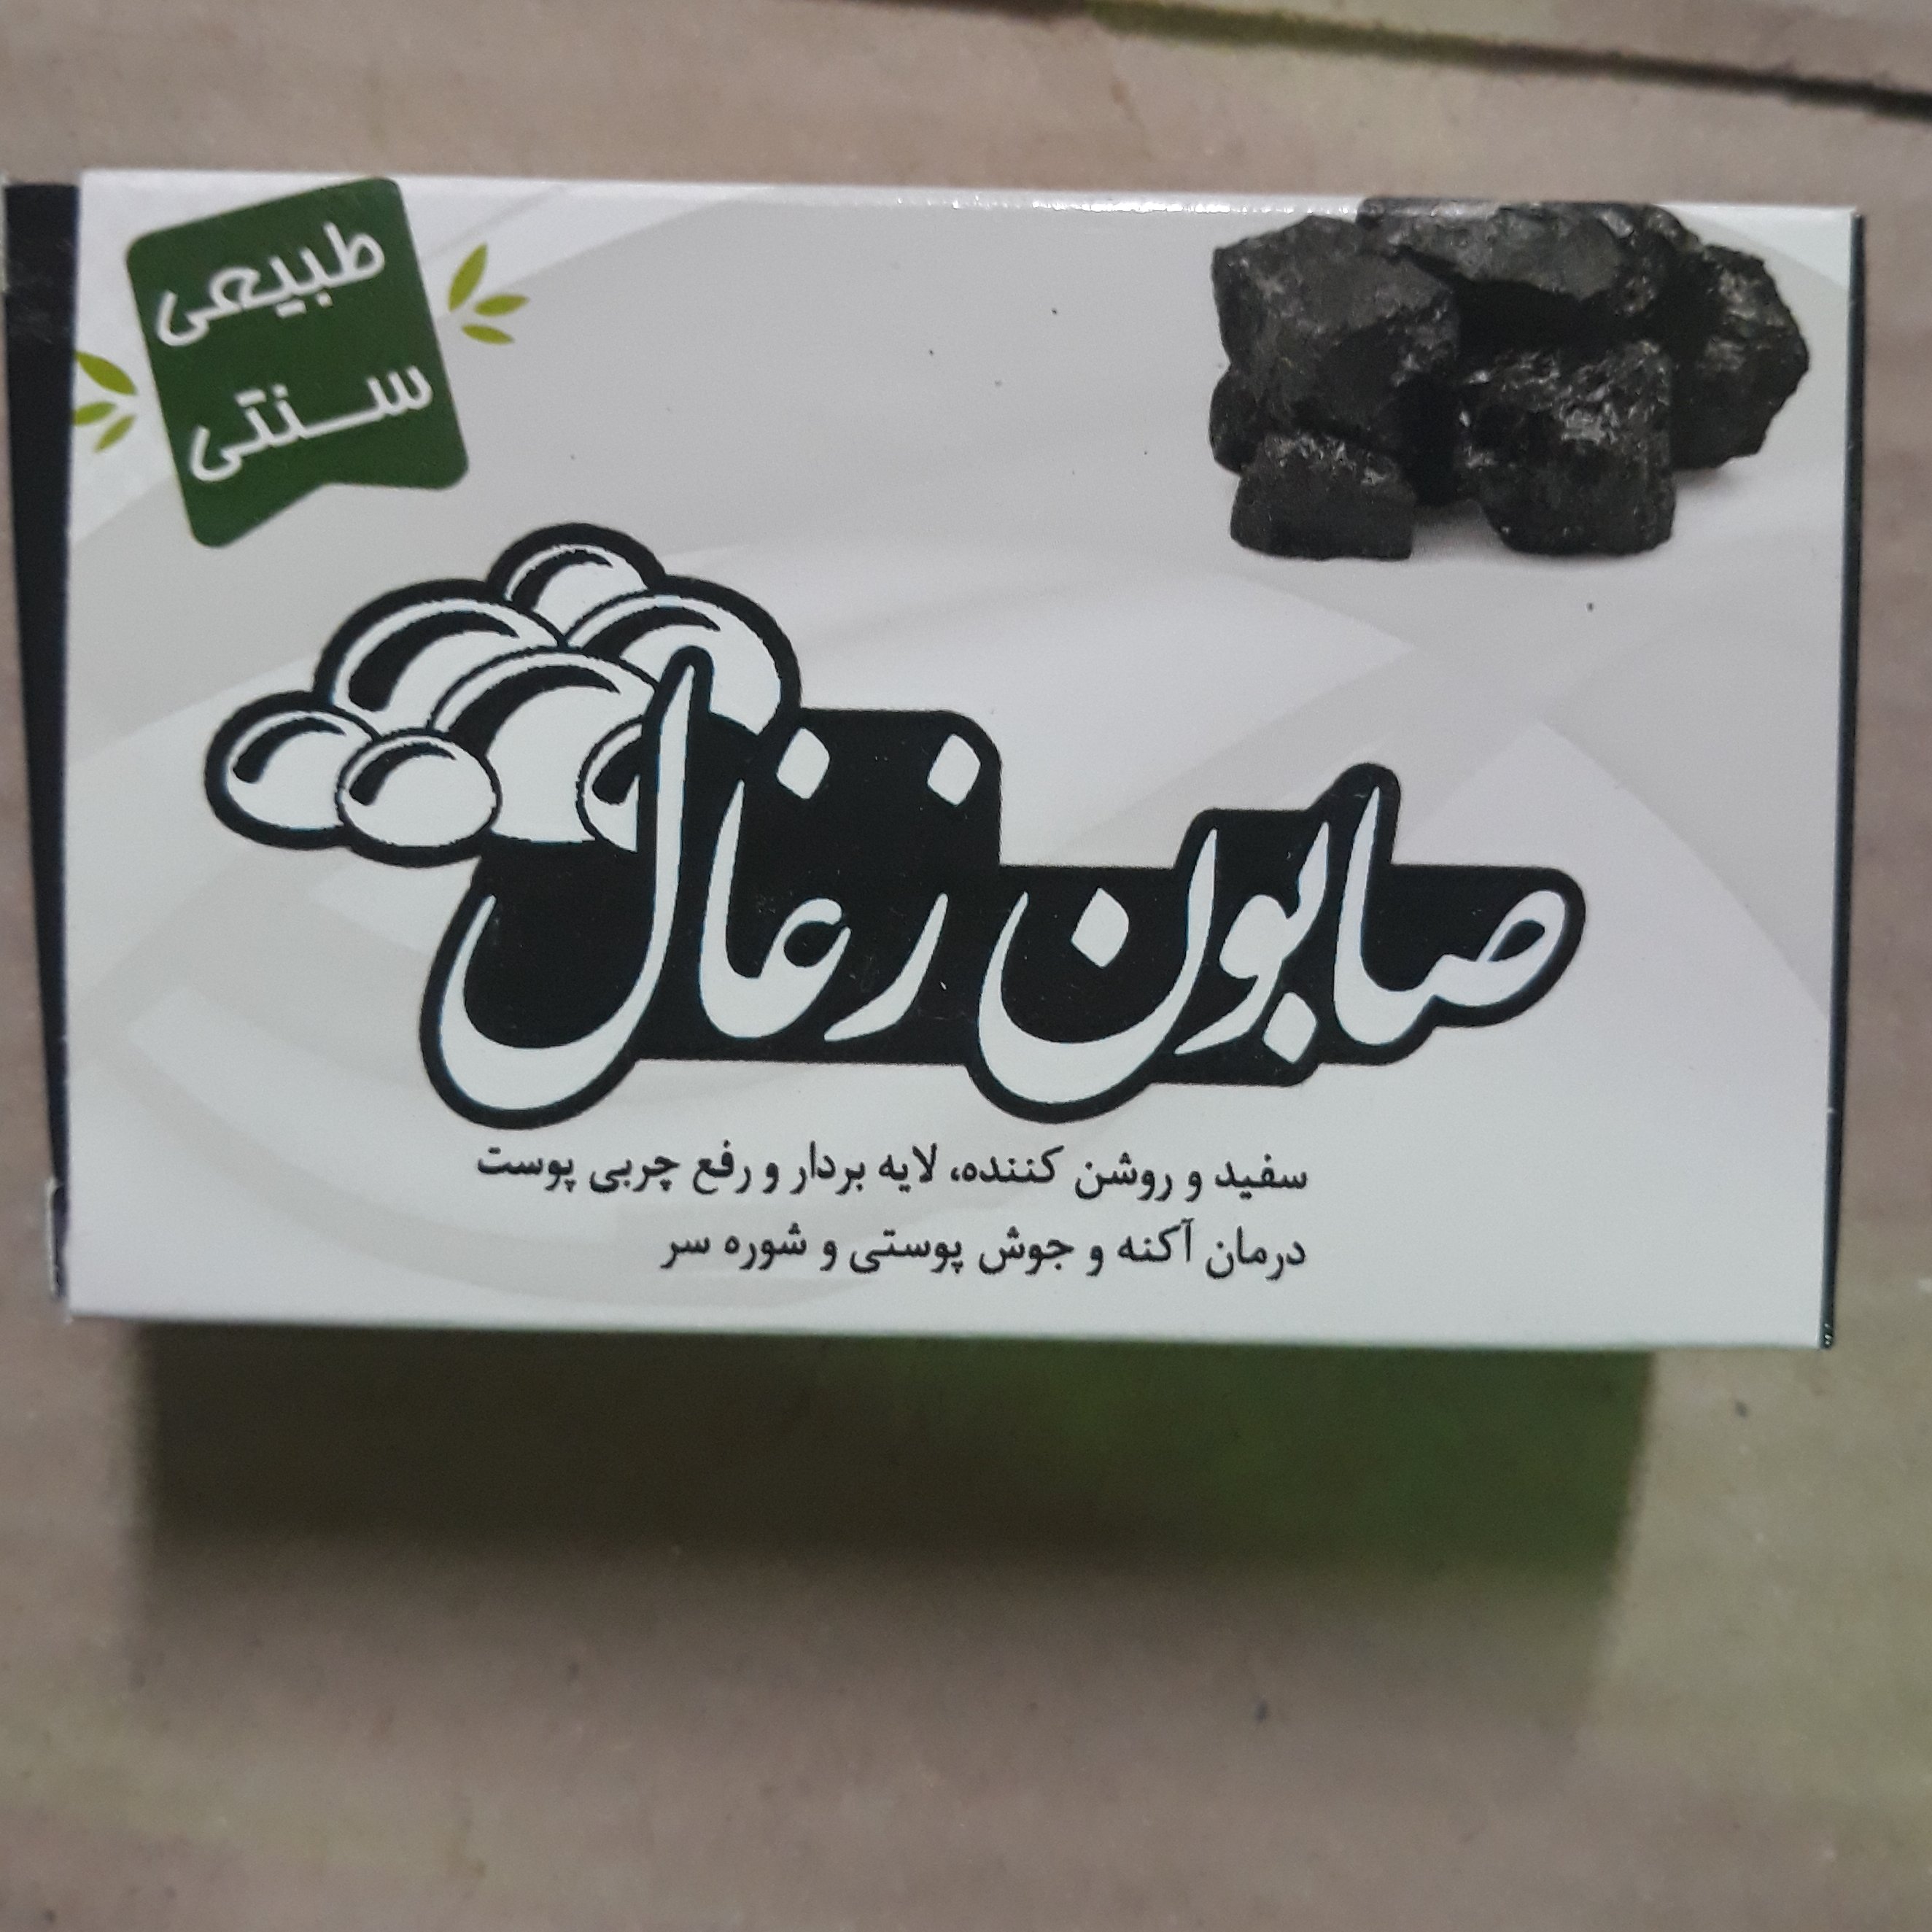 طبیعی
سنتی
صابون زغال
سفید و روشن کننده، لایه بردار و رفع چربی پوست
درمان آکنه و جوش پوستی و شوره سر